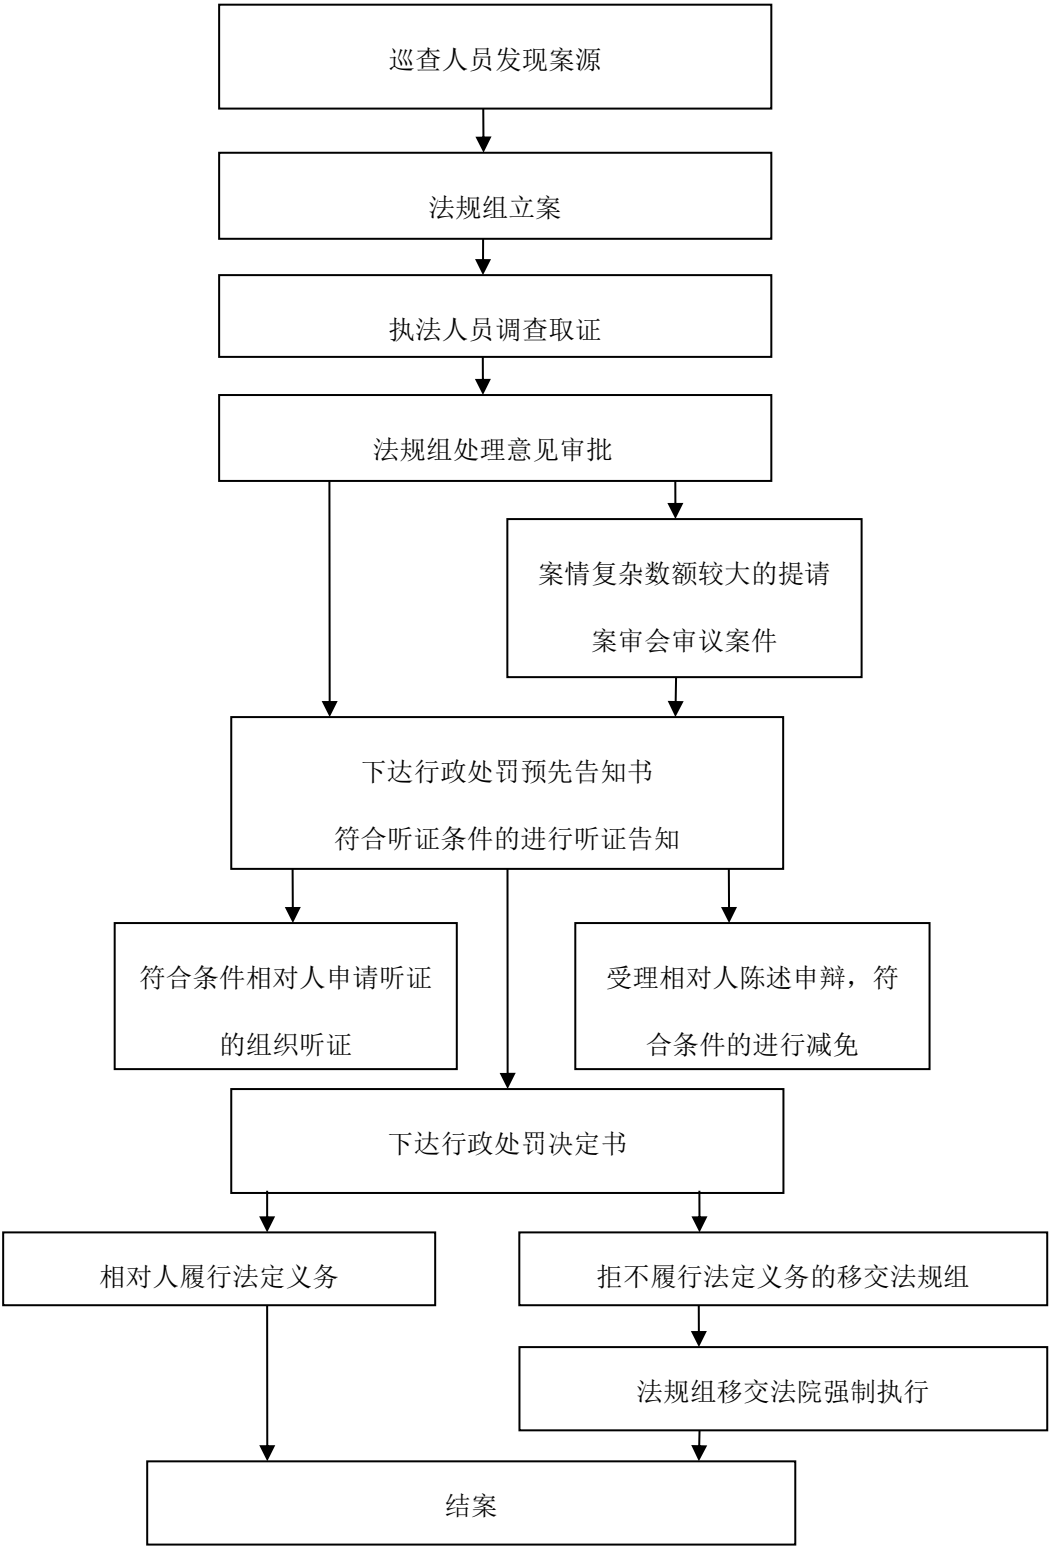 巡查人员发现案源
法规组立案
执法人员调查取证
法规组处理意见审批
案情复杂数额较大的提请
案审会审议案件
下达行政处罚预先告知书
符合听证条件的进行听证告知
符合条件相对人申请听证
的组织听证
受理相对人陈述申辩，符
合条件的进行减免
下达行政处罚决定书
相对人履行法定义务
拒不履行法定义务的移交法规组
法规组移交法院强制执行
结案